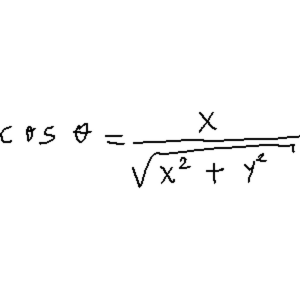 cos θ = x / √(x² + y²)